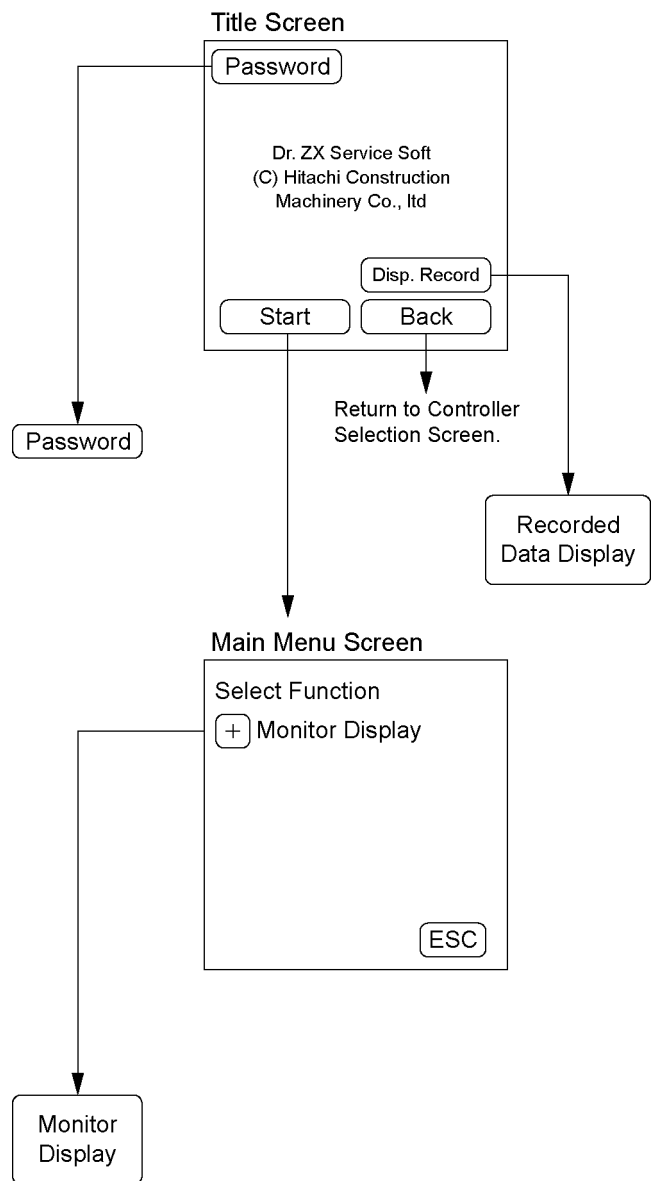 Title Screen
Password
Dr. ZX Service Soft
(C) Hitachi Construction
Machinery Co., ltd
Disp. Record
Start
Back
Return to Controller
Selection Screen.
Password
Recorded
Data Display
Main Menu Screen
Select Function
+ Monitor Display
ESC
Monitor
Display